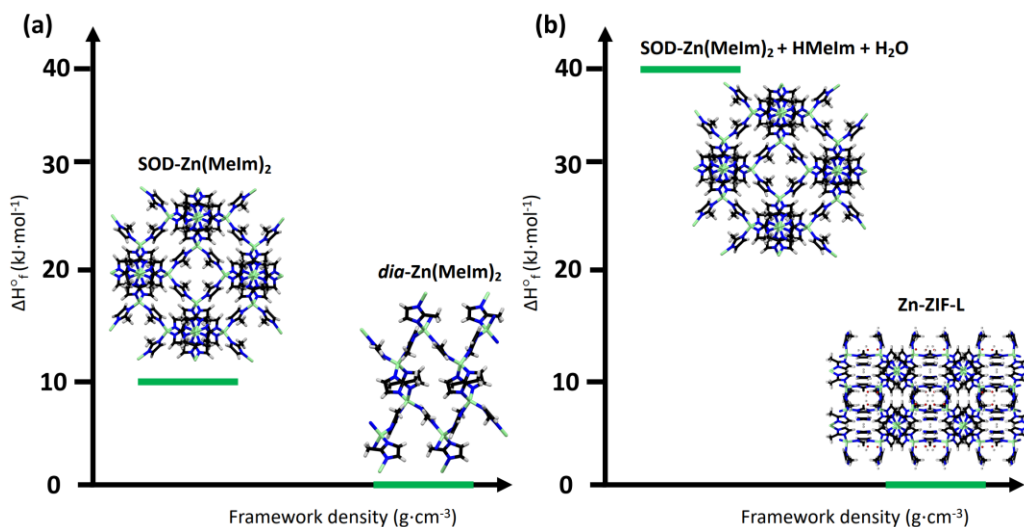 (a)
40
30
20
10
0
ΔH°f (kJ·mol⁻¹)
SOD-Zn(MeIm)₂
dia-Zn(MeIm)₂
Framework density (g·cm⁻³)
(b)
40
30
20
10
0
ΔH°f (kJ·mol⁻¹)
SOD-Zn(MeIm)₂ + HMeIm + H₂O
Zn-ZIF-L
Framework density (g·cm⁻³)